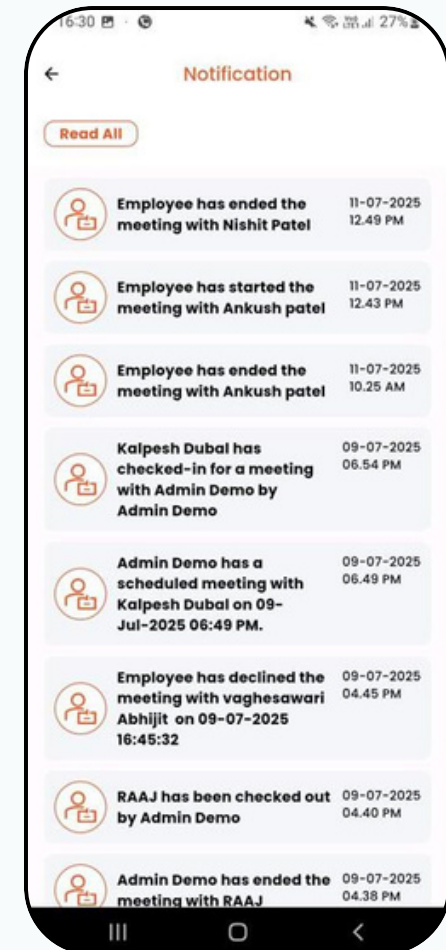 16:30
27%
Notification
Read All
Employee has ended the
meeting with Nishit Patel
11-07-2025
12.49 PM
Employee has started the
meeting with Ankush patel
11-07-2025
12.43 PM
Employee has ended the
meeting with Ankush patel
11-07-2025
10.25 AM
Kalpesh Dubal has
checked-in for a meeting
with Admin Demo by
Admin Demo
09-07-2025
06.54 PM
Admin Demo has a
scheduled meeting with
Kalpesh Dubal on 09-
Jul-2025 06:49 PM.
09-07-2025
06.49 PM
Employee has declined the
meeting with vaghesawari
Abhijit on 09-07-2025
16:45:32
09-07-2025
04.45 PM
RAAJ has been checked out
by Admin Demo
09-07-2025
04.40 PM
Admin Demo has ended the
meeting with RAAJ
09-07-2025
04.38 PM